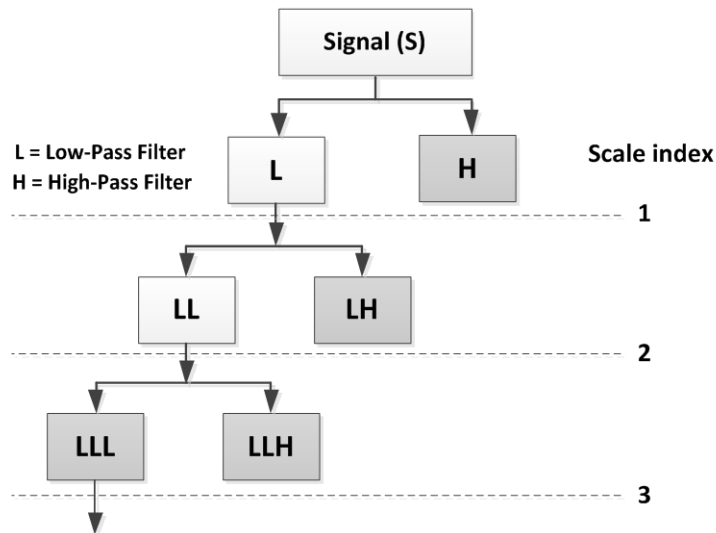 Signal (S)
L = Low-Pass Filter
H = High-Pass Filter
L
H
Scale index
1
LL
LH
2
LLL
LLH
3